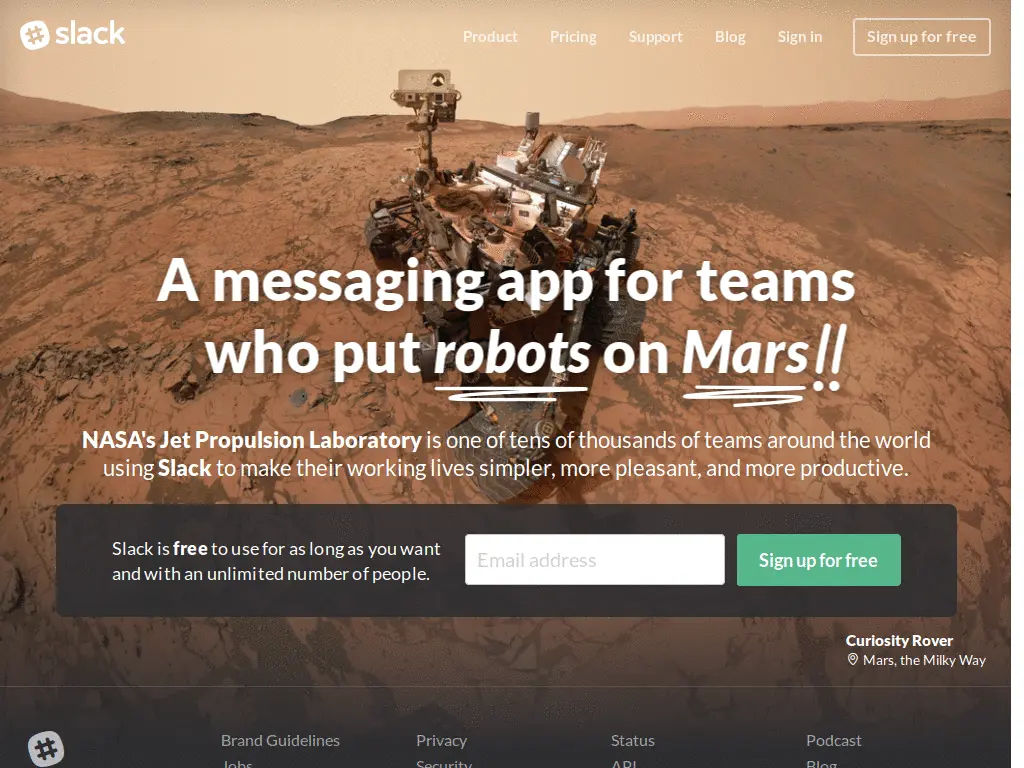 slack
Product Pricing Support Blog Sign in Sign up for free
A messaging app for teams
who put robots on Mars!!
NASA's Jet Propulsion Laboratory is one of tens of thousands of teams around the world
using Slack to make their working lives simpler, more pleasant, and more productive.
Slack is free to use for as long as you want
and with an unlimited number of people.
Email address
Sign up for free
Curiosity Rover
Mars, the Milky Way
Brand Guidelines Privacy Status Podcast
Jobs Security API Blog